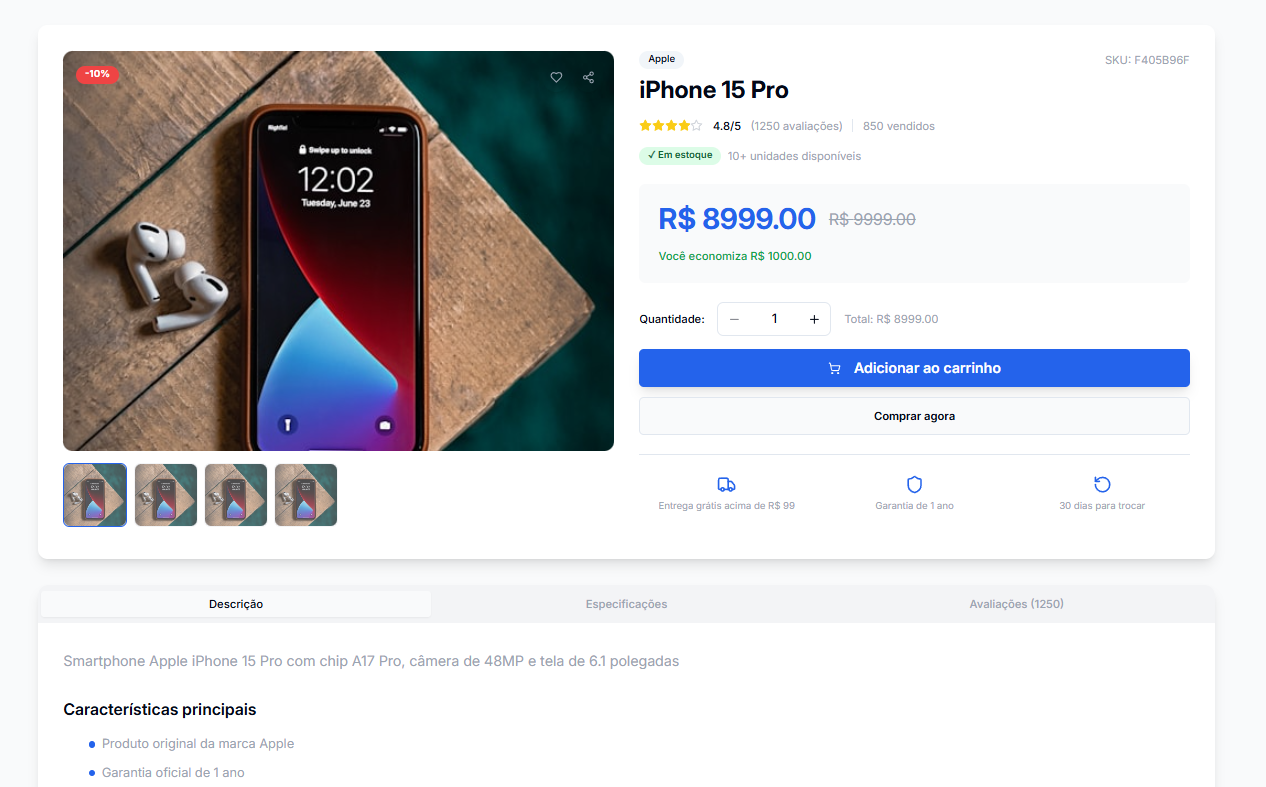 -10%
RightTel
Swipe up to unlock
12:02
Tuesday, June 23
Apple
SKU: F405B96F
iPhone 15 Pro
4.8/5 (1250 avaliações) 850 vendidos
✓ Em estoque 10+ unidades disponíveis
R$ 8999.00 R$ 9999.00
Você economiza R$ 1000.00
Quantidade: − 1 + Total: R$ 8999.00
Adicionar ao carrinho
Comprar agora
Entrega grátis acima de R$ 99
Garantia de 1 ano
30 dias para trocar
Descrição
Especificações
Avaliações (1250)
Smartphone Apple iPhone 15 Pro com chip A17 Pro, câmera de 48MP e tela de 6.1 polegadas
Características principais
Produto original da marca Apple
Garantia oficial de 1 ano